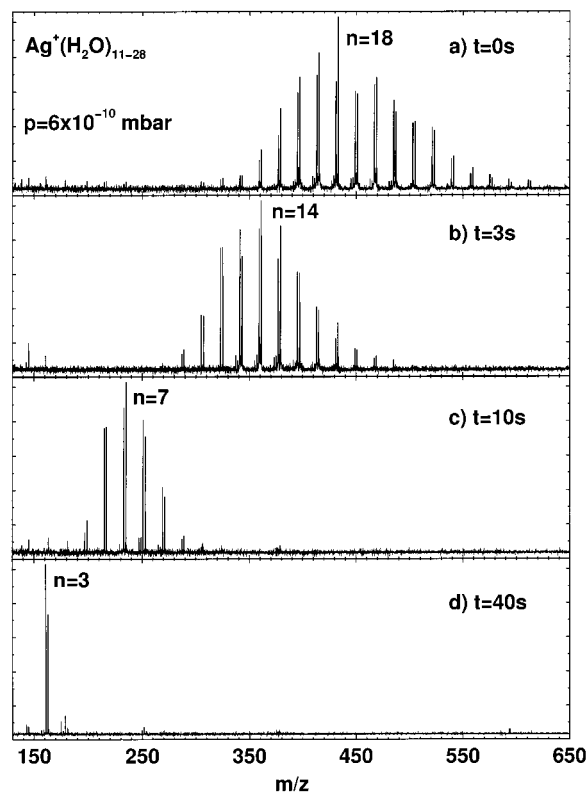 Ag⁺(H₂O)₁₁₋₂₈
n=18
a) t=0s
p=6x10⁻¹⁰ mbar
n=14
b) t=3s
n=7
c) t=10s
n=3
d) t=40s
150 250 350 450 550 650
m/z